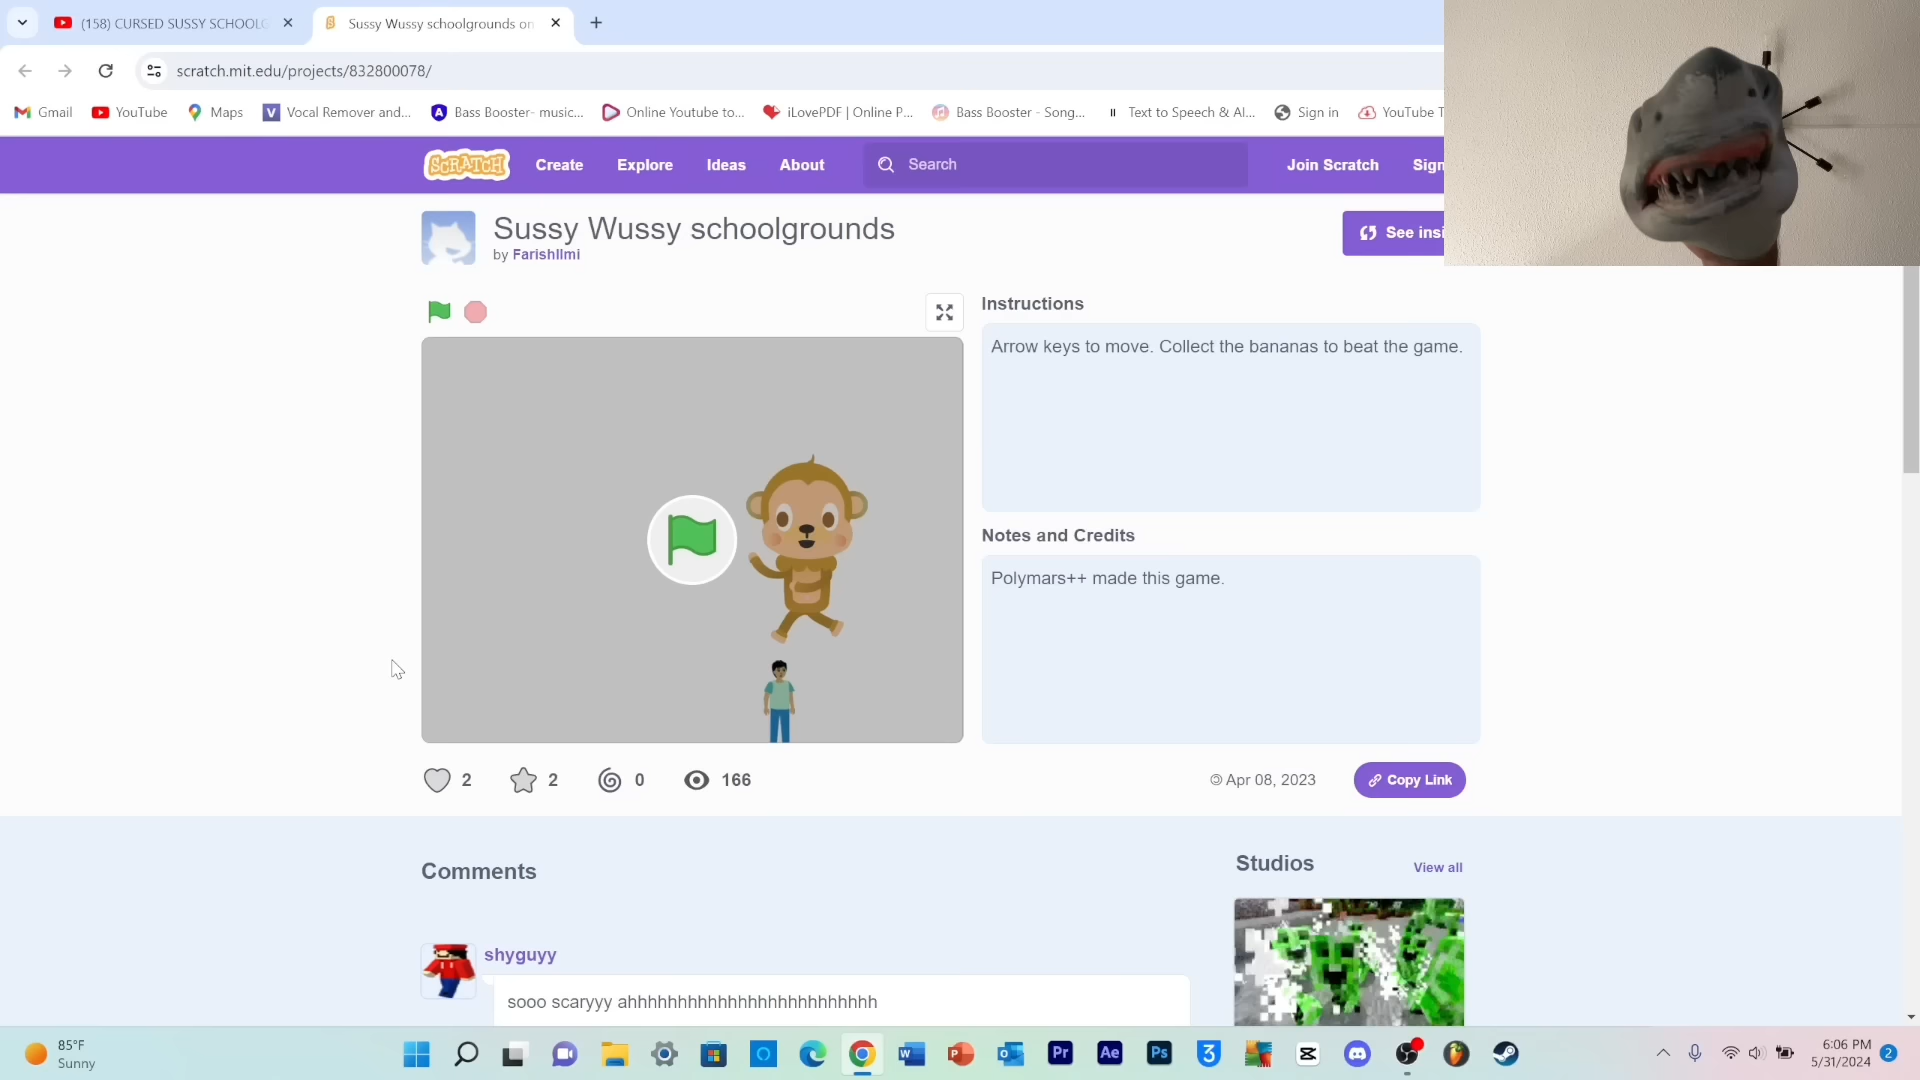 (158) CURSED SUSSY SCHOOLG
Sussy Wussy schoolgrounds on
scratch.mit.edu/projects/832800078/
Gmail
YouTube
Maps
Vocal Remover and...
Bass Booster- music...
Online Youtube to...
iLovePDF | Online P...
Bass Booster - Song...
Text to Speech & AI...
Sign in
YouTube T
SCRATCH
Create
Explore
Ideas
About
Search
Join Scratch
Sign
Sussy Wussy schoolgrounds
by FarishIlmi
See insi
Instructions
Arrow keys to move. Collect the bananas to beat the game.
Notes and Credits
Polymars++ made this game.
2
2
0
166
Apr 08, 2023
Copy Link
Comments
Studios
View all
shyguyy
sooo scaryyy ahhhhhhhhhhhhhhhhhhhhhhhhh
85°F
Sunny
Pr
Ae
Ps
6:06 PM
5/31/2024
2